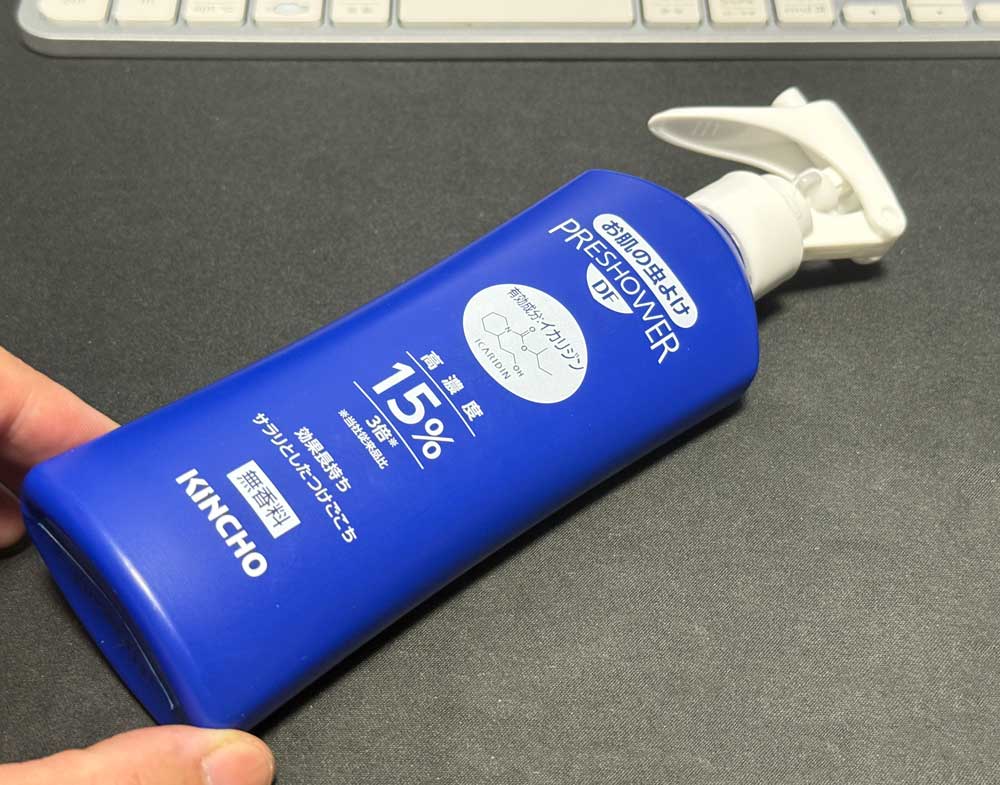 お肌の虫よけ
PRESHOWER
DF
有効成分:イカリジン
N
O
O
OH
ICARIDIN
高濃度
15%
3倍※
※当社従来品比
効果長持ち
サラリとしたつけごこち
無香料
KINCHO